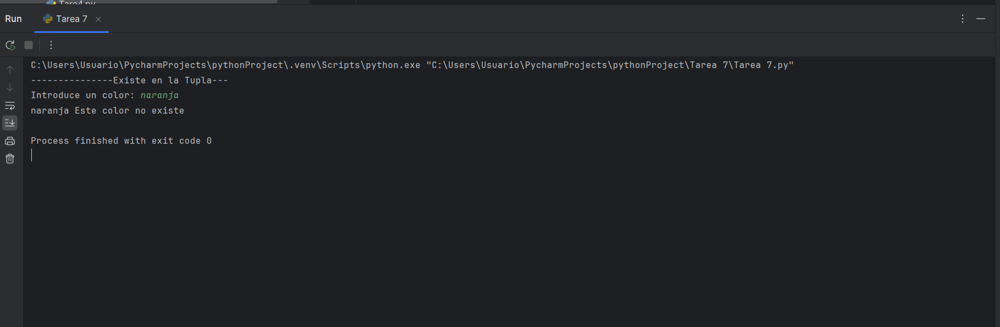 Tare4.py
Run
Tarea 7
C:\Users\Usuario\PycharmProjects\pythonProject\.venv\Scripts\python.exe "C:\Users\Usuario\PycharmProjects\pythonProject\Tarea 7\Tarea 7.py"
---------------Existe en la Tupla---
Introduce un color: naranja
naranja Este color no existe
Process finished with exit code 0